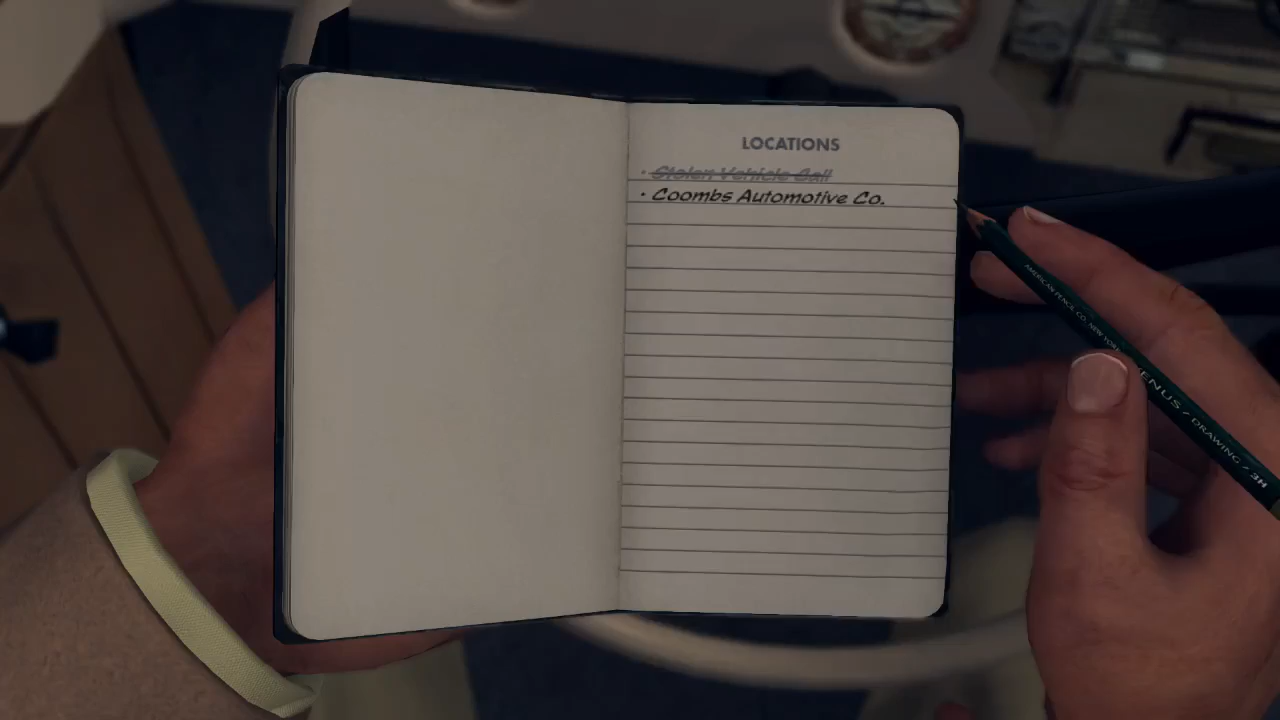 LOCATIONS
· Stolen Vehicle Call
· Coombs Automotive Co.
AMERICAN PENCIL CO. NEW YORK
VENUS / DRAWING / 3H